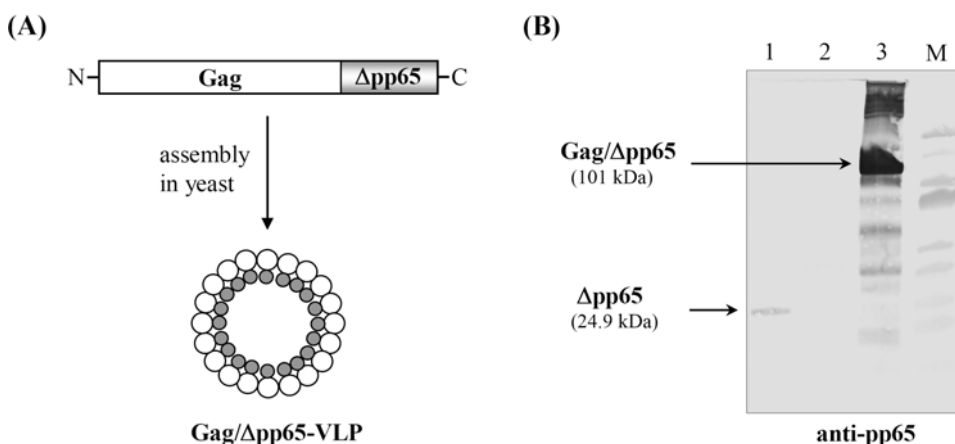 (A)
N
Gag
Δpp65
C
assembly
in yeast
Gag/Δpp65-VLP
(B)
1 2 3 M
Gag/Δpp65
(101 kDa)
Δpp65
(24.9 kDa)
anti-pp65